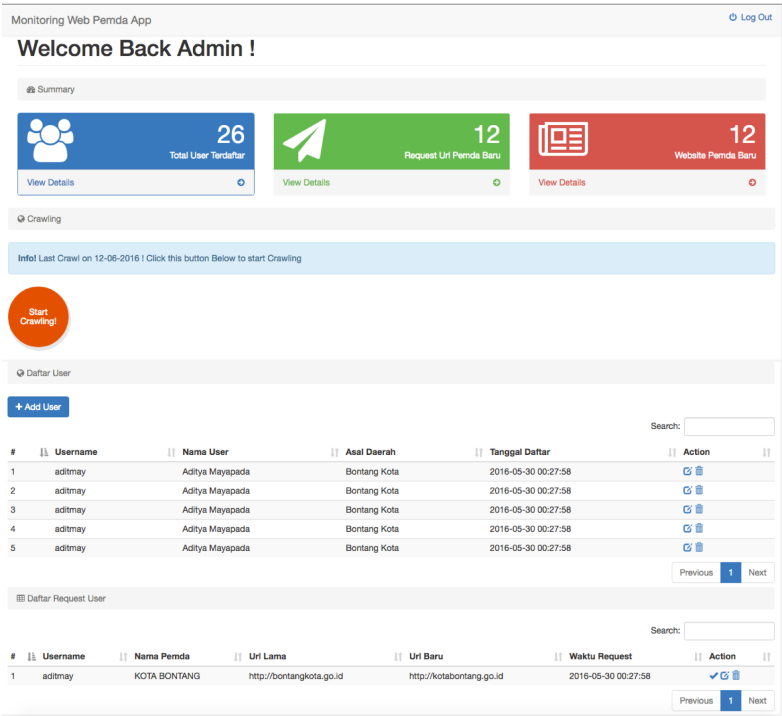 Monitoring Web Pemda App
Log Out
Welcome Back Admin !
Summary
26
Total User Terdaftar
View Details
12
Request Url Pemda Baru
View Details
12
Website Pemda Baru
View Details
Crawling
Info! Last Crawl on 12-06-2016 ! Click this button Below to start Crawling
Start
Crawling!
Daftar User
+ Add User
Search:
# Username Nama User Asal Daerah Tanggal Daftar Action
1 aditmay Aditya Mayapada Bontang Kota 2016-05-30 00:27:58
2 aditmay Aditya Mayapada Bontang Kota 2016-05-30 00:27:58
3 aditmay Aditya Mayapada Bontang Kota 2016-05-30 00:27:58
4 aditmay Aditya Mayapada Bontang Kota 2016-05-30 00:27:58
5 aditmay Aditya Mayapada Bontang Kota 2016-05-30 00:27:58
Previous 1 Next
Daftar Request User
Search:
# Username Nama Pemda Url Lama Url Baru Waktu Request Action
1 aditmay KOTA BONTANG http://bontangkota.go.id http://kotabontang.go.id 2016-05-30 00:27:58
Previous 1 Next